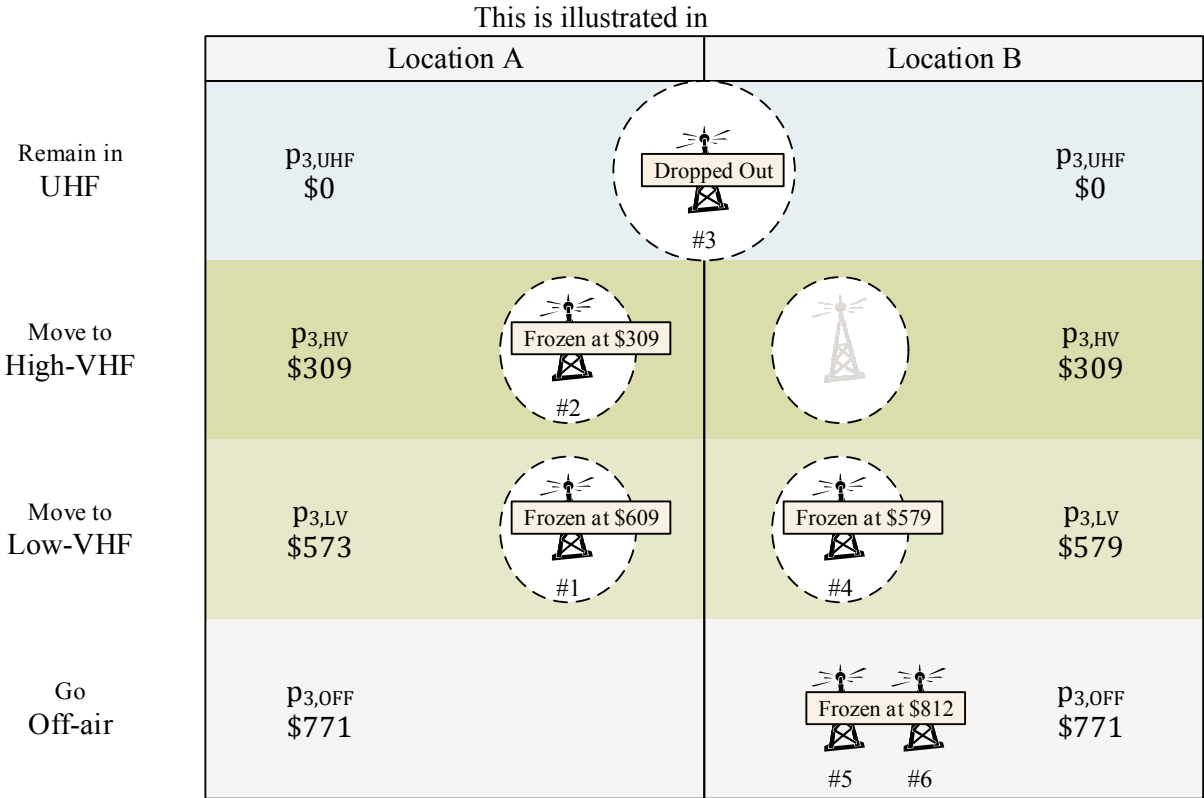 This is illustrated in
Location A
Location B
Remain in
UHF
p3,UHF
$0
Dropped Out
#3
p3,UHF
$0
Move to
High-VHF
p3,HV
$309
Frozen at $309
#2
p3,HV
$309
Move to
Low-VHF
p3,LV
$573
Frozen at $609
#1
Frozen at $579
#4
p3,LV
$579
Go
Off-air
p3,OFF
$771
Frozen at $812
#5
#6
p3,OFF
$771